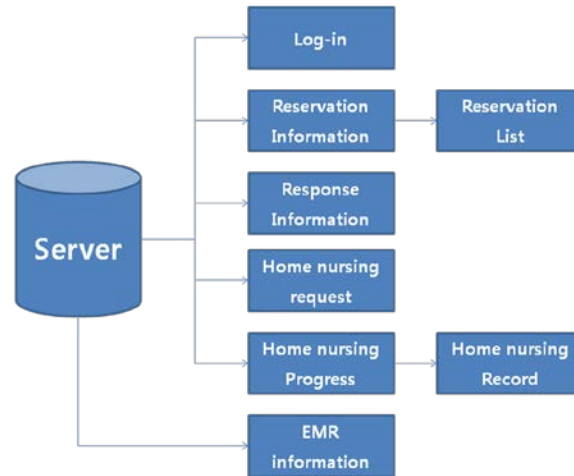 Log-in
Reservation
Information
Reservation
List
Response
Information
Server
Home nursing
request
Home nursing
Progress
Home nursing
Record
EMR
information